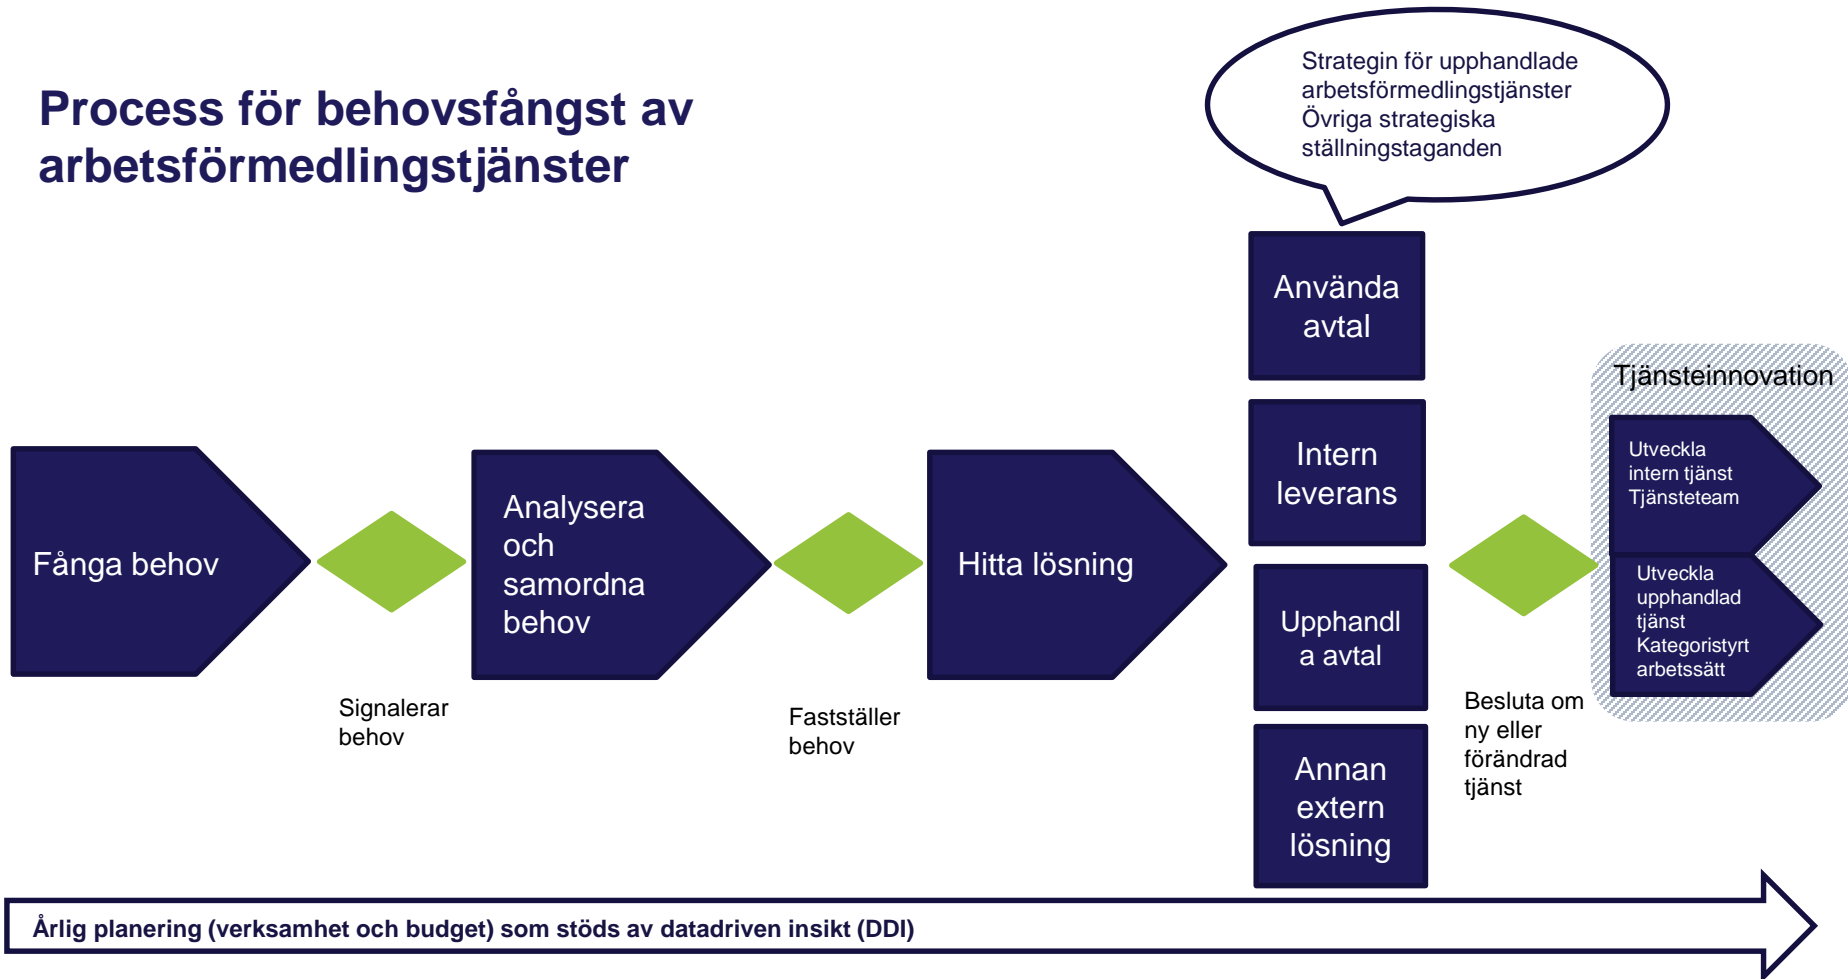 Process för behovsfångst av
arbetsförmedlingstjänster
Strategin för upphandlade
arbetsförmedlingstjänster
Övriga strategiska
ställningstaganden
Fånga behov
Signalerar
behov
Analysera
och
samordna
behov
Fastställer
behov
Hitta lösning
Använda
avtal
Intern
leverans
Upphandl
a avtal
Annan
extern
lösning
Besluta om
ny eller
förändrad
tjänst
Tjänsteinnovation
Utveckla
intern tjänst
Tjänsteteam
Utveckla
upphandlad
tjänst
Kategoristyrt
arbetssätt
Årlig planering (verksamhet och budget) som stöds av datadriven insikt (DDI)